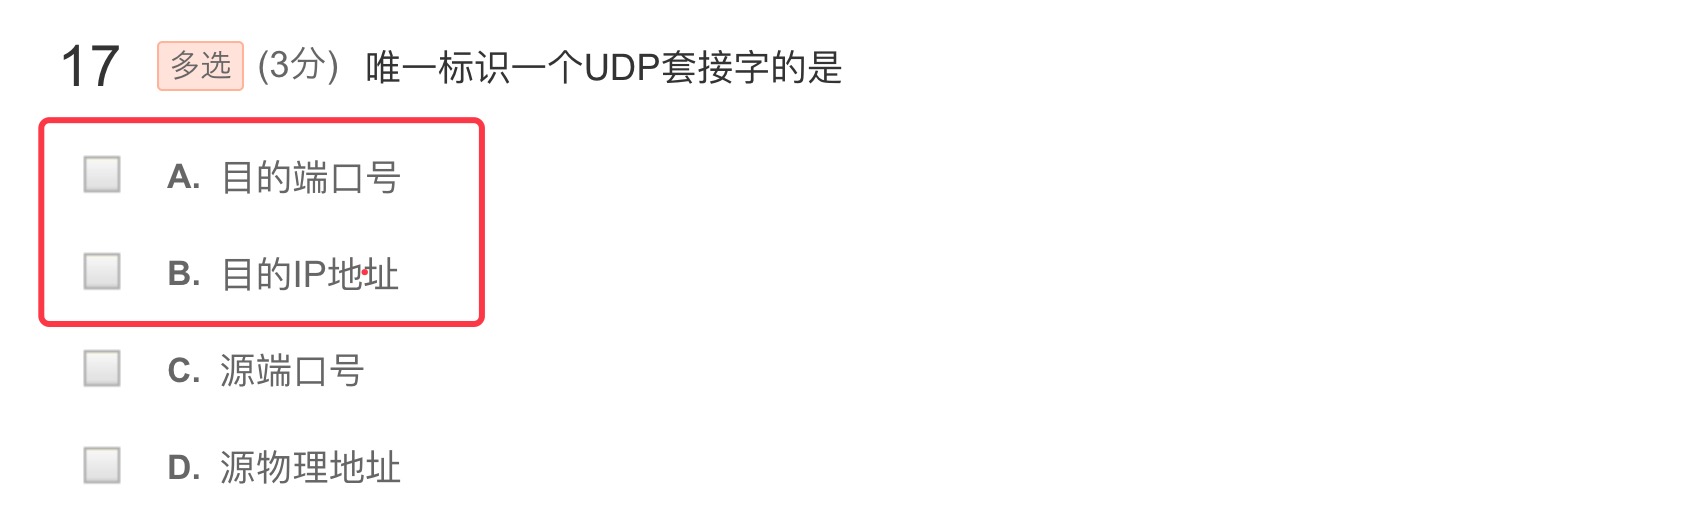 17 多选 (3分) 唯一标识一个UDP套接字的是
A. 目的端口号
B. 目的IP地址
C. 源端口号
D. 源物理地址